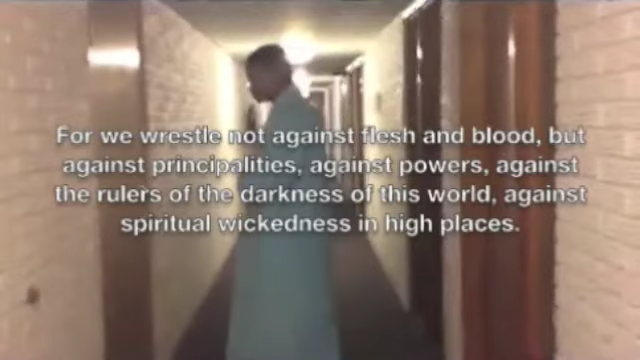 For we wrestle not against flesh and blood, but
against principalities, against powers, against
the rulers of the darkness of this world, against
spiritual wickedness in high places.